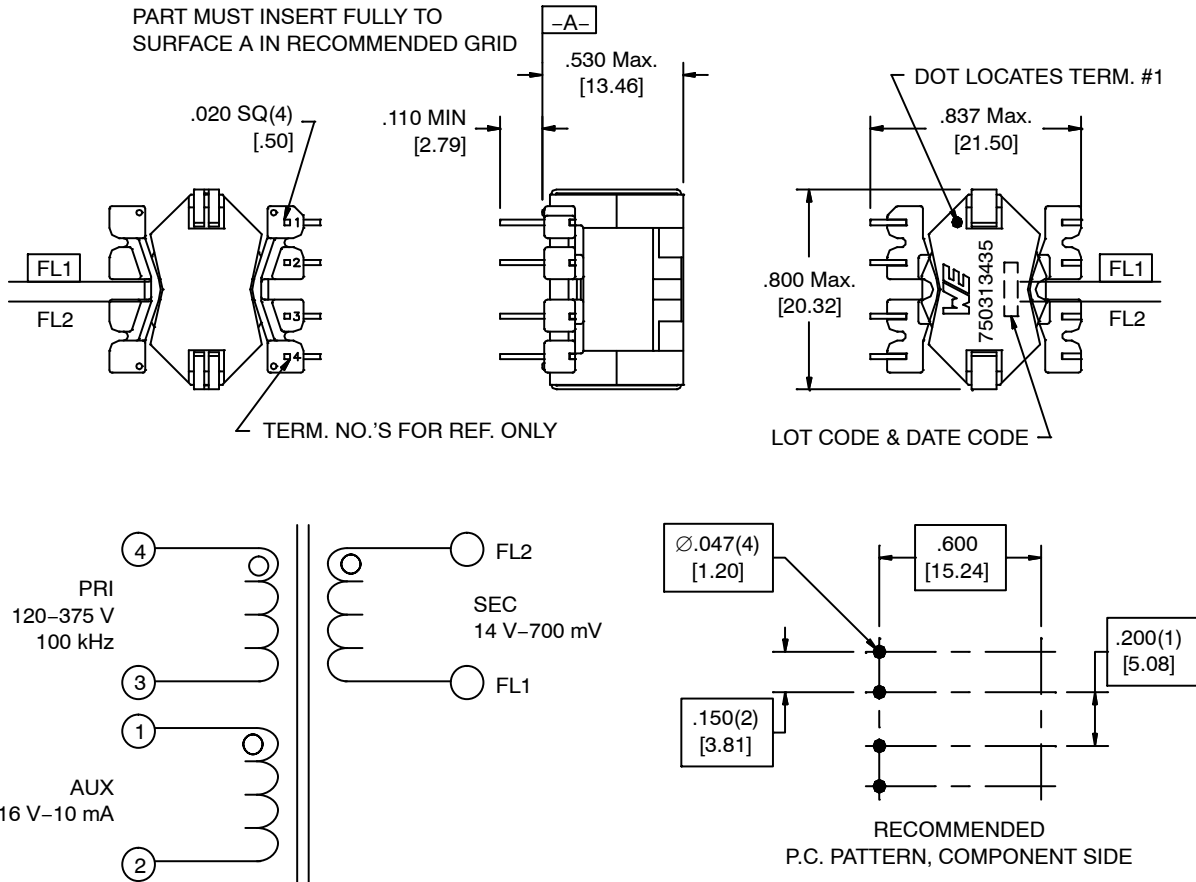 PART MUST INSERT FULLY TO
SURFACE A IN RECOMMENDED GRID
–A–
.530 Max.
[13.46]
DOT LOCATES TERM. #1
.020 SQ(4)
[.50]
.110 MIN
[2.79]
.837 Max.
[21.50]
1
2
3
4
FL1
FL2
.800 Max.
[20.32]
WE
750313435
FL1
FL2
TERM. NO.'S FOR REF. ONLY
LOT CODE & DATE CODE
4
PRI
120–375 V
100 kHz
3
1
AUX
16 V–10 mA
2
FL2
SEC
14 V–700 mV
FL1
∅.047(4)
[1.20]
.600
[15.24]
.200(1)
[5.08]
.150(2)
[3.81]
RECOMMENDED
P.C. PATTERN, COMPONENT SIDE